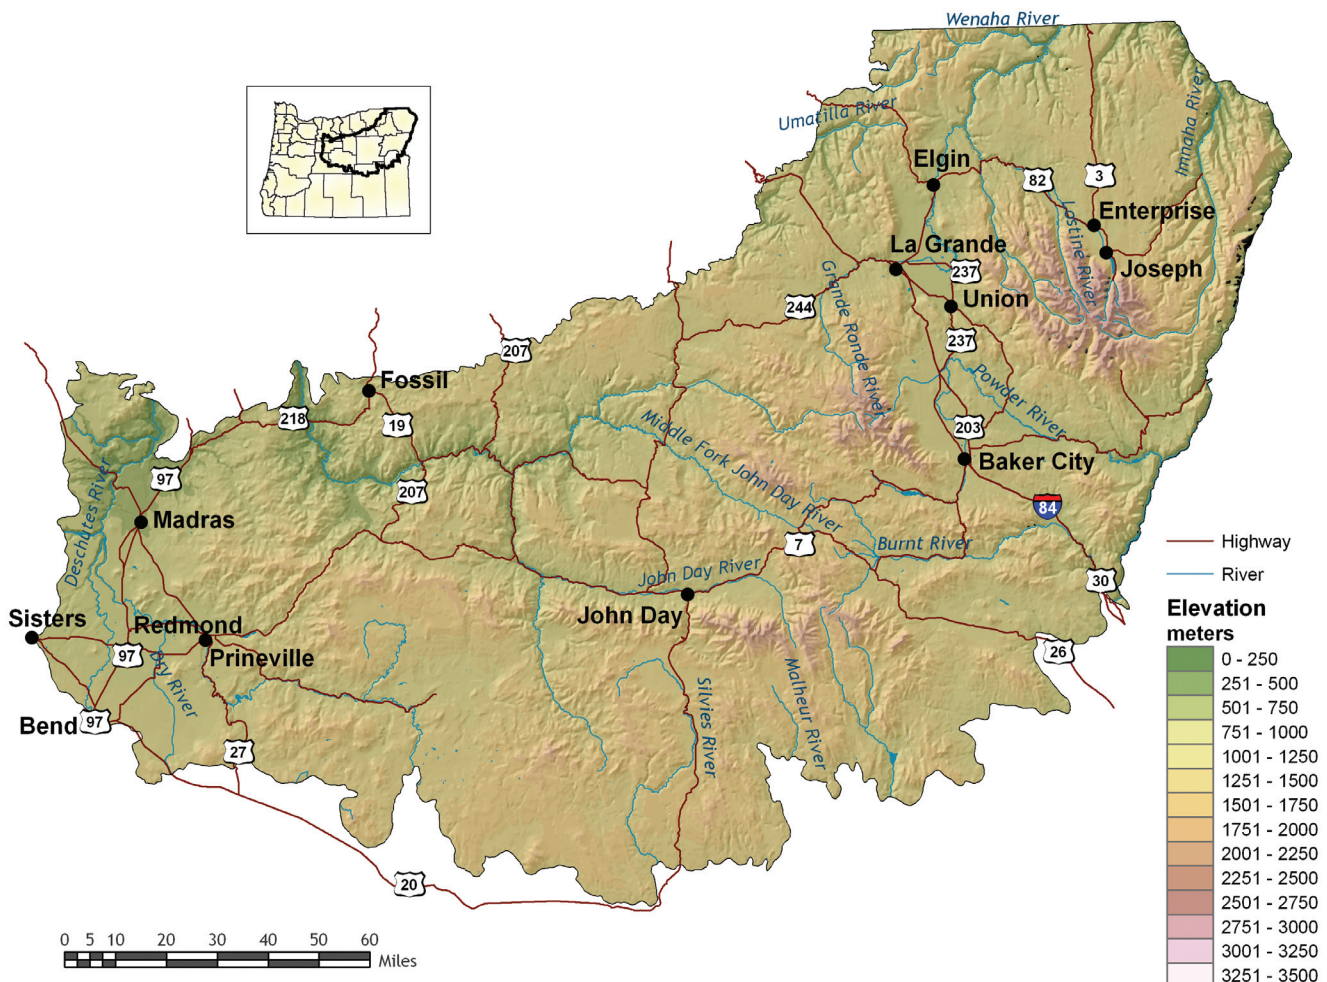 Wenaha River
Umatilla River
Imnaha River
Elgin
82
3
Enterprise
Lostine River
La Grande
237
Joseph
Union
244
Grande Ronde River
237
207
Powder River
Fossil
218
19
Middle Fork John Day River
203
Baker City
97
207
84
Deschutes River
Madras
7
Burnt River
John Day River
30
Sisters
Redmond
John Day
97
Prineville
26
Dry River
Silvies River
Malheur River
Bend
97
27
20
Highway
River
Elevation
meters
0 - 250
251 - 500
501 - 750
751 - 1000
1001 - 1250
1251 - 1500
1501 - 1750
1751 - 2000
2001 - 2250
2251 - 2500
2501 - 2750
2751 - 3000
3001 - 3250
3251 - 3500
0 5 10 20 30 40 50 60
Miles